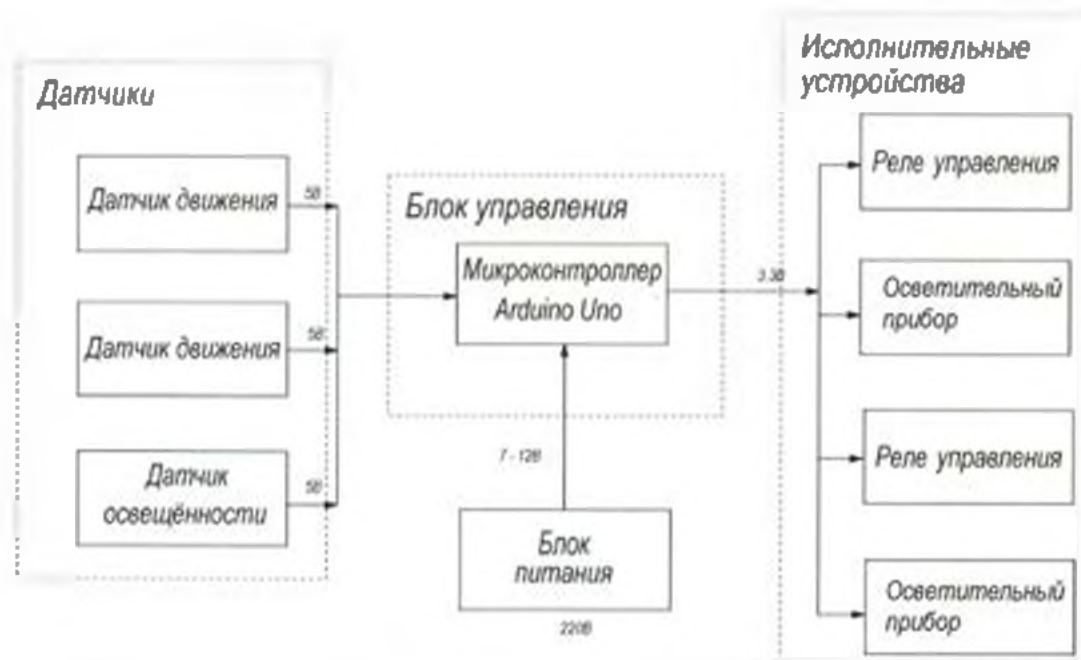 Датчики
Датчик движения
5В
Датчик движения
5В
Датчик
освещённости
5В
Блок управления
Микроконтроллер
Arduino Uno
7 - 12В
Блок
питания
220В
3.3В
Исполнительные
устройства
Реле управления
Осветительный
прибор
Реле управления
Осветительный
прибор